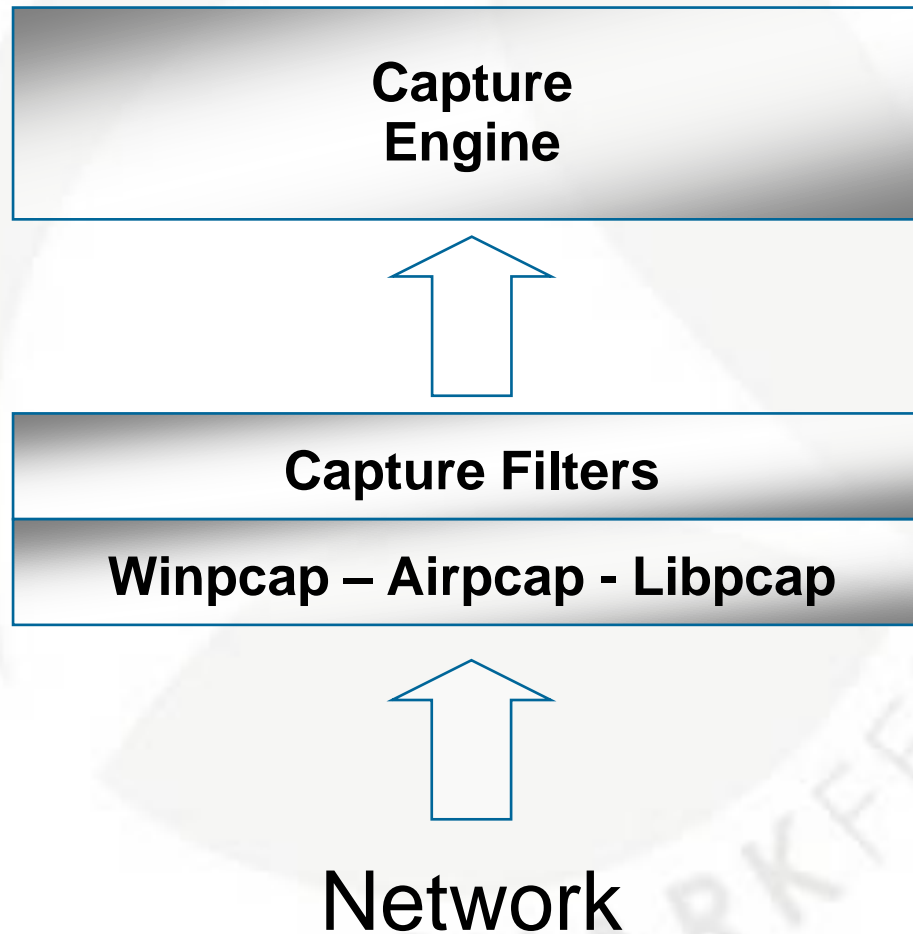 Capture
Engine
Capture Filters
Winpcap – Airpcap - Libpcap
Network